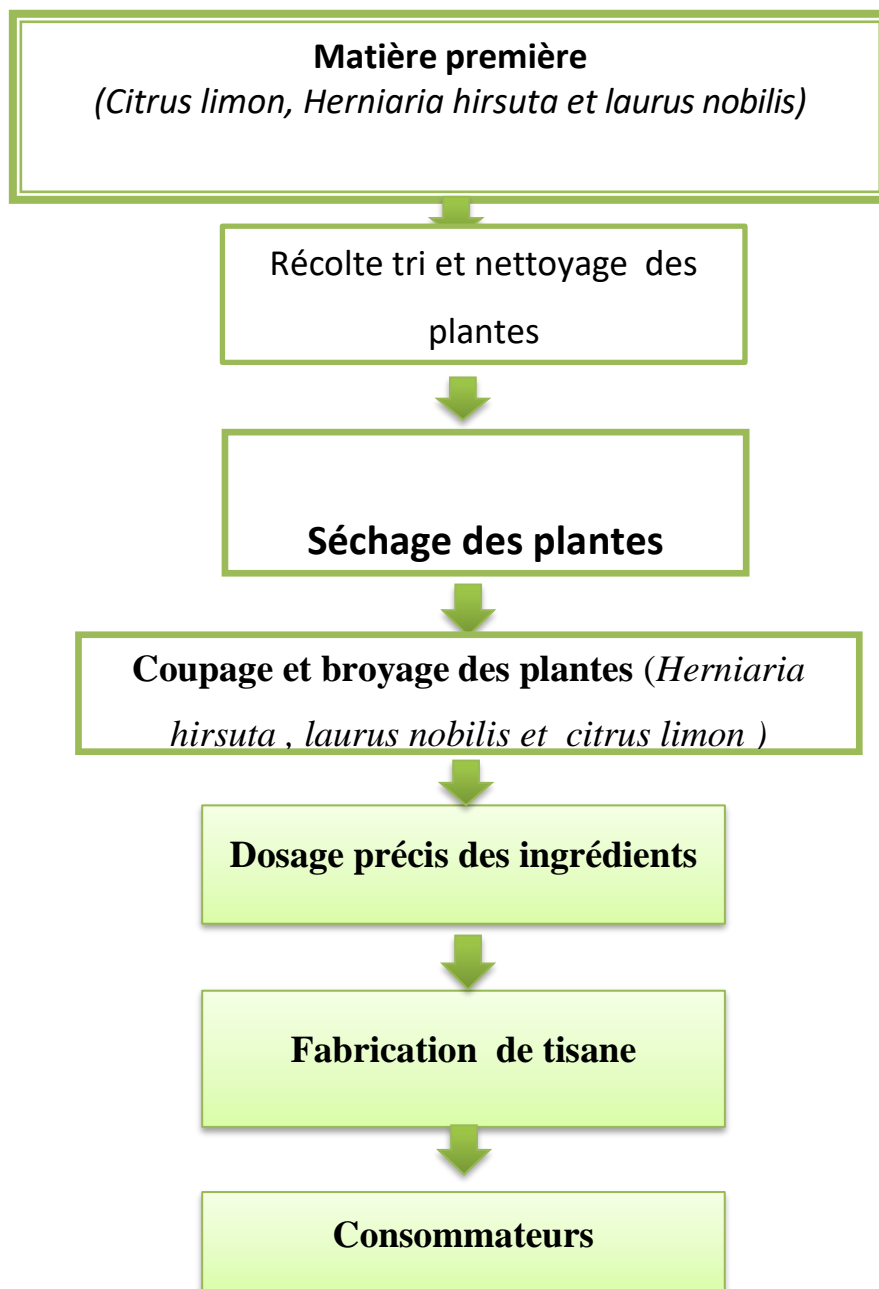 Matière première
(Citrus limon, Herniaria hirsuta et laurus nobilis)
Récolte tri et nettoyage des
plantes
Séchage des plantes
Coupage et broyage des plantes (Herniaria
hirsuta , laurus nobilis et citrus limon )
Dosage précis des ingrédients
Fabrication de tisane
Consommateurs